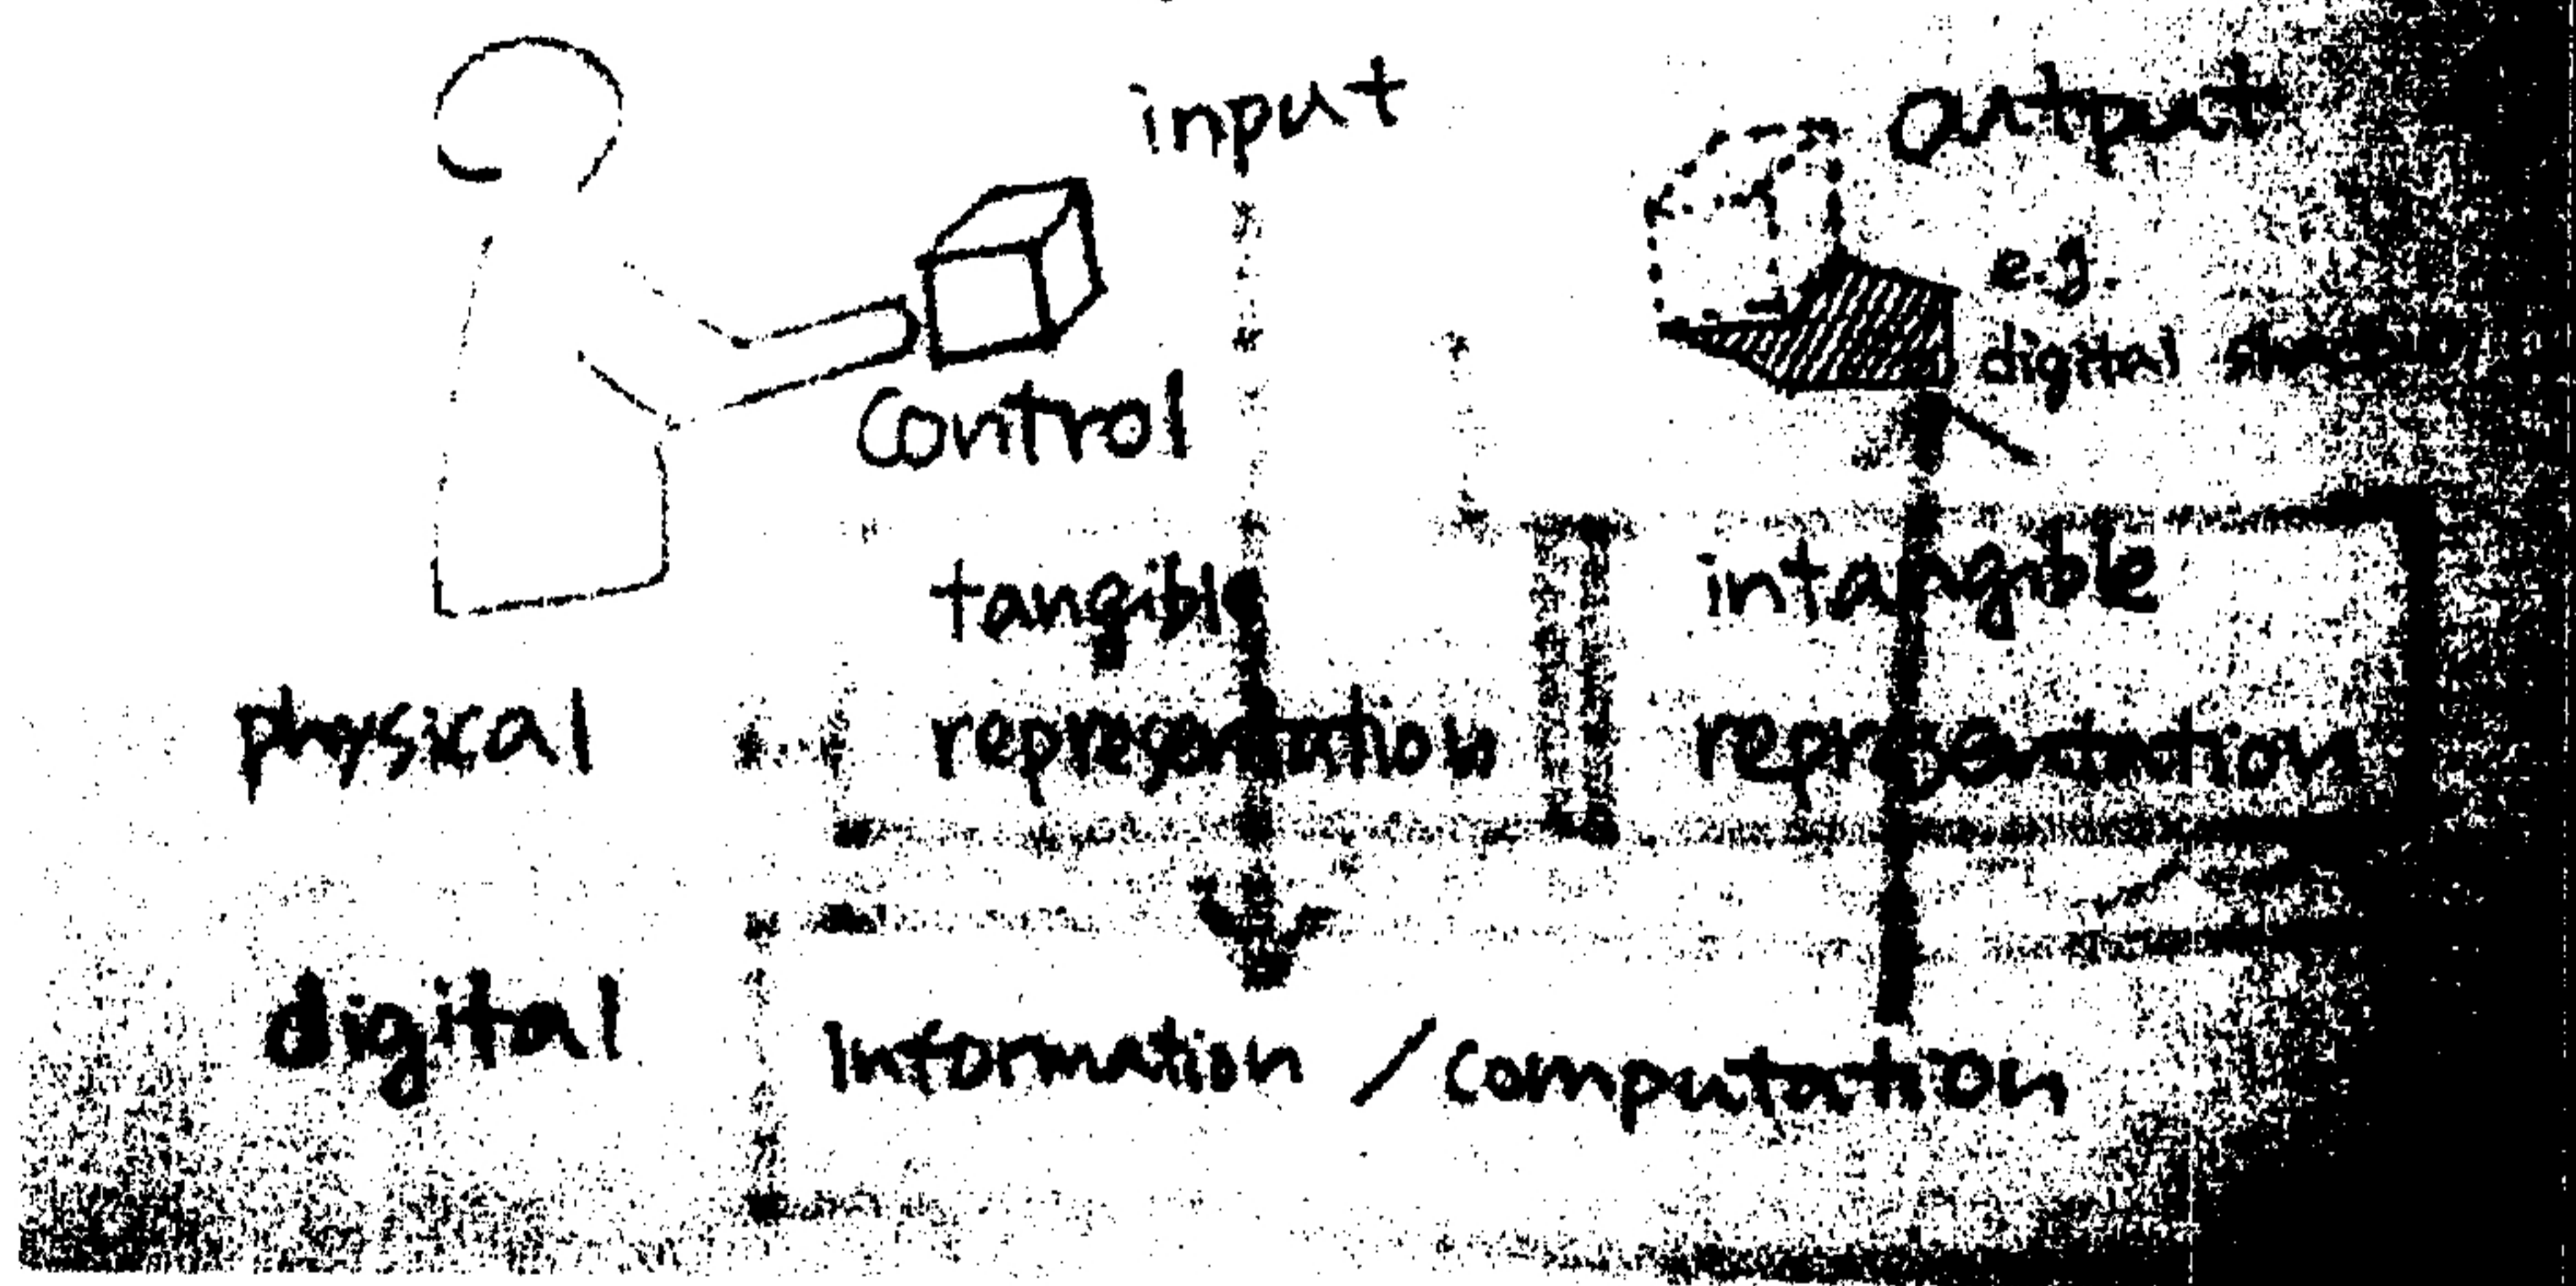 input
output
e.g.
digital
control
tangible
intangible
physical
representation
representation
digital
Information / computation